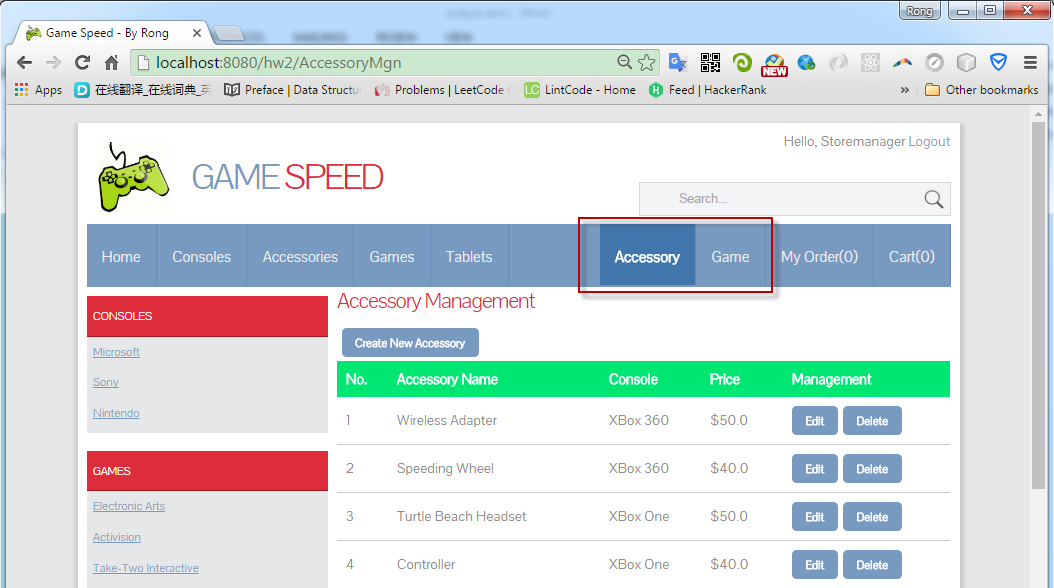 Rong
Game Speed - By Rong
localhost:8080/hw2/AccessoryMgn
NEW
Apps
D
在线翻译_在线词典_英
Preface | Data Structu
Problems | LeetCode
LC
LintCode - Home
H
Feed | HackerRank
»
Other bookmarks
Hello, Storemanager Logout
GAME SPEED
Search...
Home Consoles Accessories Games Tablets Accessory Game My Order(0) Cart(0)
CONSOLES
Microsoft
Sony
Nintendo
GAMES
Electronic Arts
Activision
Take-Two Interactive
Accessory Management
Create New Accessory
No. Accessory Name Console Price Management
1 Wireless Adapter XBox 360 $50.0 Edit Delete
2 Speeding Wheel XBox 360 $40.0 Edit Delete
3 Turtle Beach Headset XBox One $50.0 Edit Delete
4 Controller XBox One $40.0 Edit Delete